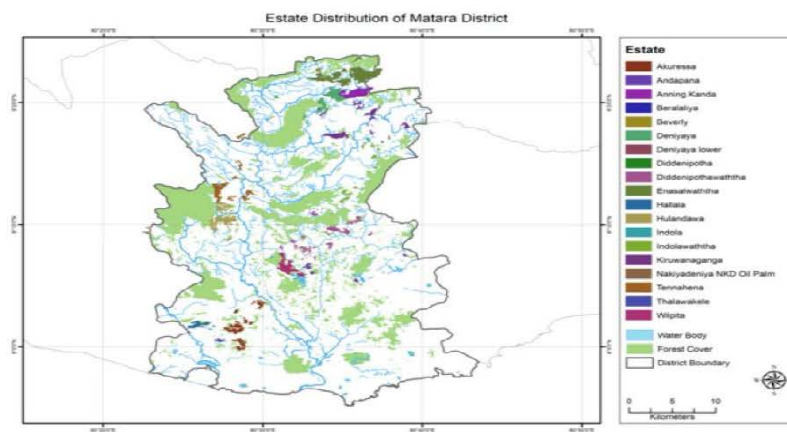 Estate Distribution of Matara District
Estate
Akuressa
Andapana
Anning Kanda
Beralaliya
Beverly
Deniyaya
Deniyaya lower
Diddenipotha
Diddenipothawaththa
Enasalwaththa
Hallala
Hulandawa
Indola
Indolawaththa
Kiruwanaganga
Nakiyadeniya NKD Oil Palm
Tennahena
Thalawakele
Wilpita
Water Body
Forest Cover
District Boundary
0 5 10
Kilometers